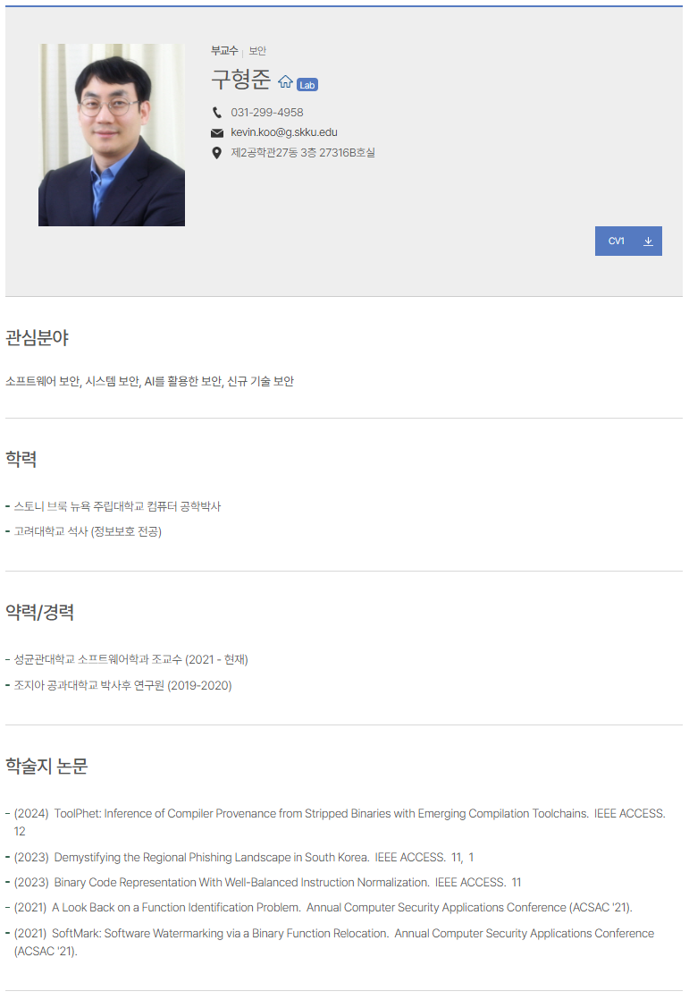 부교수 보안
구형준 Lab
031-299-4958
kevin.koo@g.skku.edu
제2공학관27동 3층 27316B호실
CV1
관심분야
소프트웨어 보안, 시스템 보안, AI를 활용한 보안, 신규 기술 보안
학력
- 스토니 브룩 뉴욕 주립대학교 컴퓨터 공학박사
- 고려대학교 석사 (정보보호 전공)
약력/경력
- 성균관대학교 소프트웨어학과 조교수 (2021 - 현재)
- 조지아 공과대학교 박사후 연구원 (2019-2020)
학술지 논문
- (2024) ToolPhet: Inference of Compiler Provenance from Stripped Binaries with Emerging Compilation Toolchains. IEEE ACCESS.
12
- (2023) Demystifying the Regional Phishing Landscape in South Korea. IEEE ACCESS. 11, 1
- (2023) Binary Code Representation With Well-Balanced Instruction Normalization. IEEE ACCESS. 11
- (2021) A Look Back on a Function Identification Problem. Annual Computer Security Applications Conference (ACSAC '21).
- (2021) SoftMark: Software Watermarking via a Binary Function Relocation. Annual Computer Security Applications Conference
(ACSAC '21).